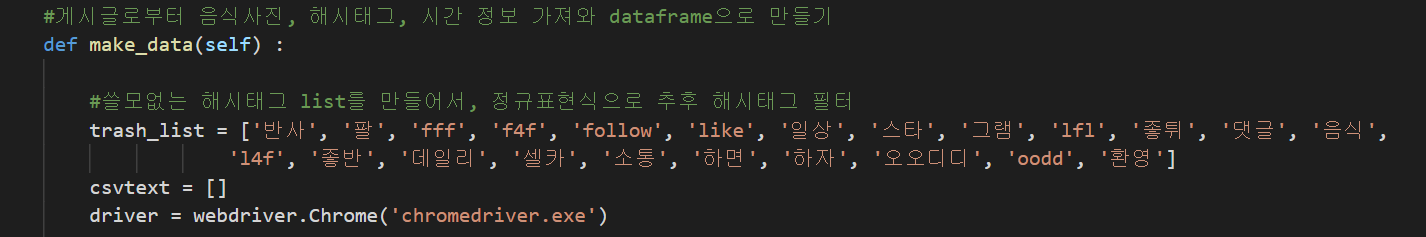 #게시글로부터 음식사진, 해시태그, 시간 정보 가져와 dataframe으로 만들기
def make_data(self) :
#쓸모없는 해시태그 list를 만들어서, 정규표현식으로 추후 해시태그 필터
trash_list = ['반사', '팔', 'fff', 'f4f', 'follow', 'like', '일상', '스타', '그램', 'lfl', '좋튀', '댓글', '음식',
'l4f', '좋반', '데일리', '셀카', '소통', '하면', '하자', '오오디디', 'oodd', '환영']
csvtext = []
driver = webdriver.Chrome('chromedriver.exe')